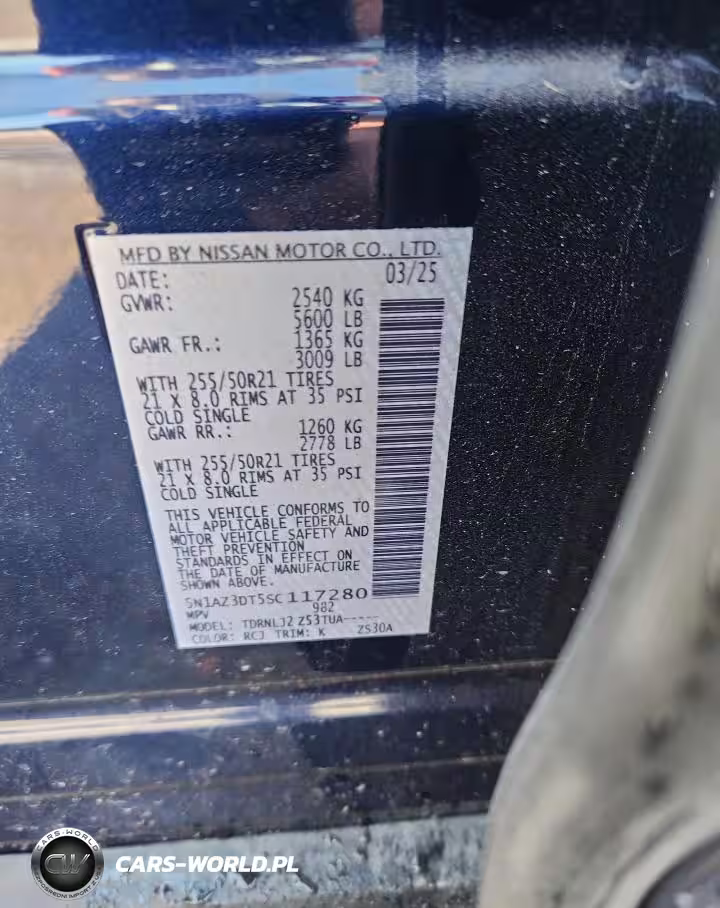 MFD BY NISSAN MOTOR CO., LTD.
DATE: 03/25
GVWR: 2540 KG
5600 LB
GAWR FR.: 1365 KG
3009 LB
WITH 255/50R21 TIRES
21 X 8.0 RIMS AT 35 PSI
COLD SINGLE
GAWR RR.: 1260 KG
2778 LB
WITH 255/50R21 TIRES
21 X 8.0 RIMS AT 35 PSI
COLD SINGLE
THIS VEHICLE CONFORMS TO
ALL APPLICABLE FEDERAL
MOTOR VEHICLE SAFETY AND
THEFT PREVENTION
STANDARDS IN EFFECT ON
THE DATE OF MANUFACTURE
SHOWN ABOVE.
5N1AZ3DT5SC117280
MPV 982
MODEL: TDRNLJ2 Z53TUA-----
COLOR: RCJ TRIM: K ZS30A
CARS-WORLD
CW
CARS-WORLD.PL